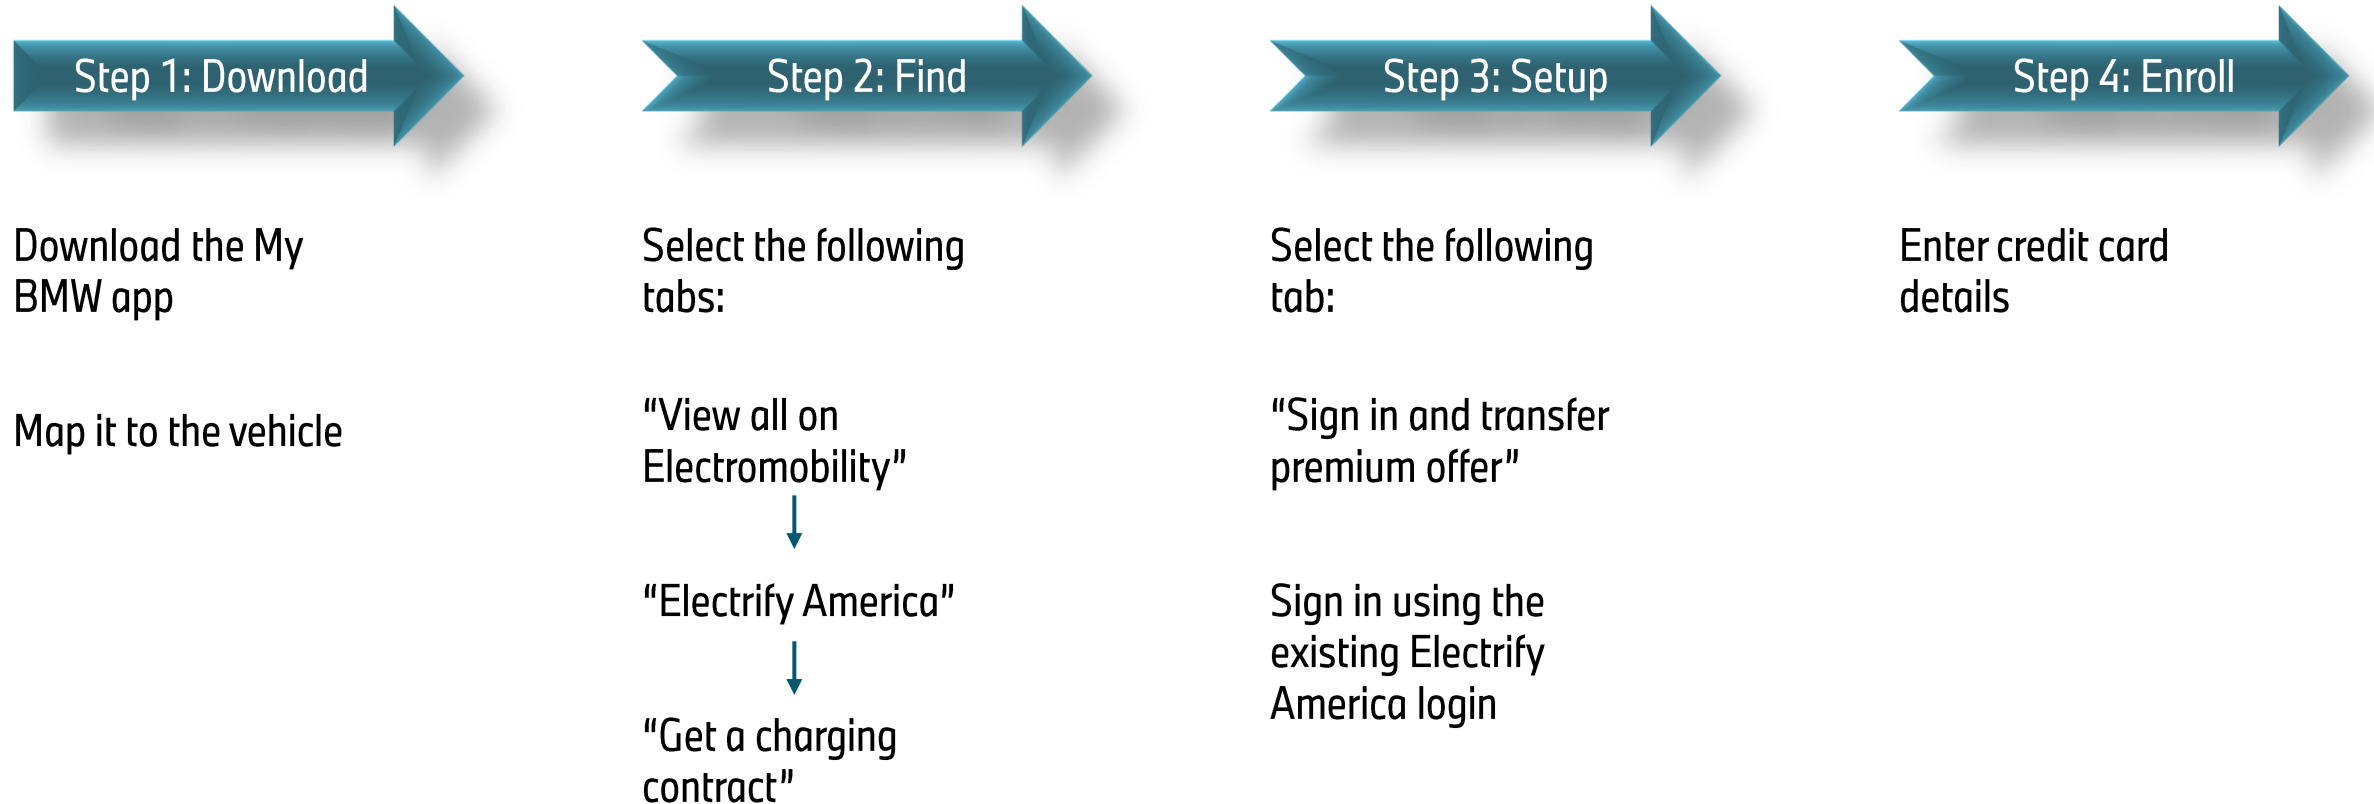 Step 1: Download
Download the My
BMW app
Map it to the vehicle
Step 2: Find
Select the following
tabs:
“View all on
Electromobility”
“Electrify America”
“Get a charging
contract”
Step 3: Setup
Select the following
tab:
“Sign in and transfer
premium offer”
Sign in using the
existing Electrify
America login
Step 4: Enroll
Enter credit card
details